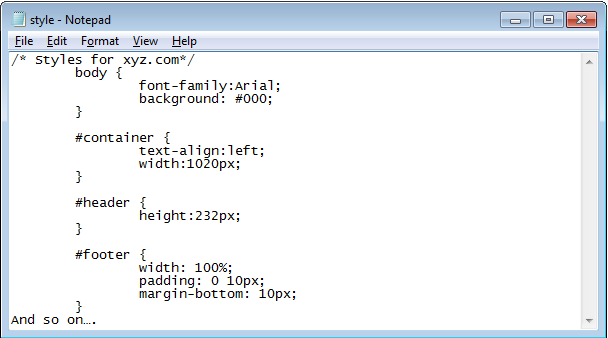 style - Notepad
File Edit Format View Help
/* Styles for xyz.com*/
body {
font-family:Arial;
background: #000;
}
#container {
text-align:left;
width:1020px;
}
#header {
height:232px;
}
#footer {
width: 100%;
padding: 0 10px;
margin-bottom: 10px;
}
And so on….